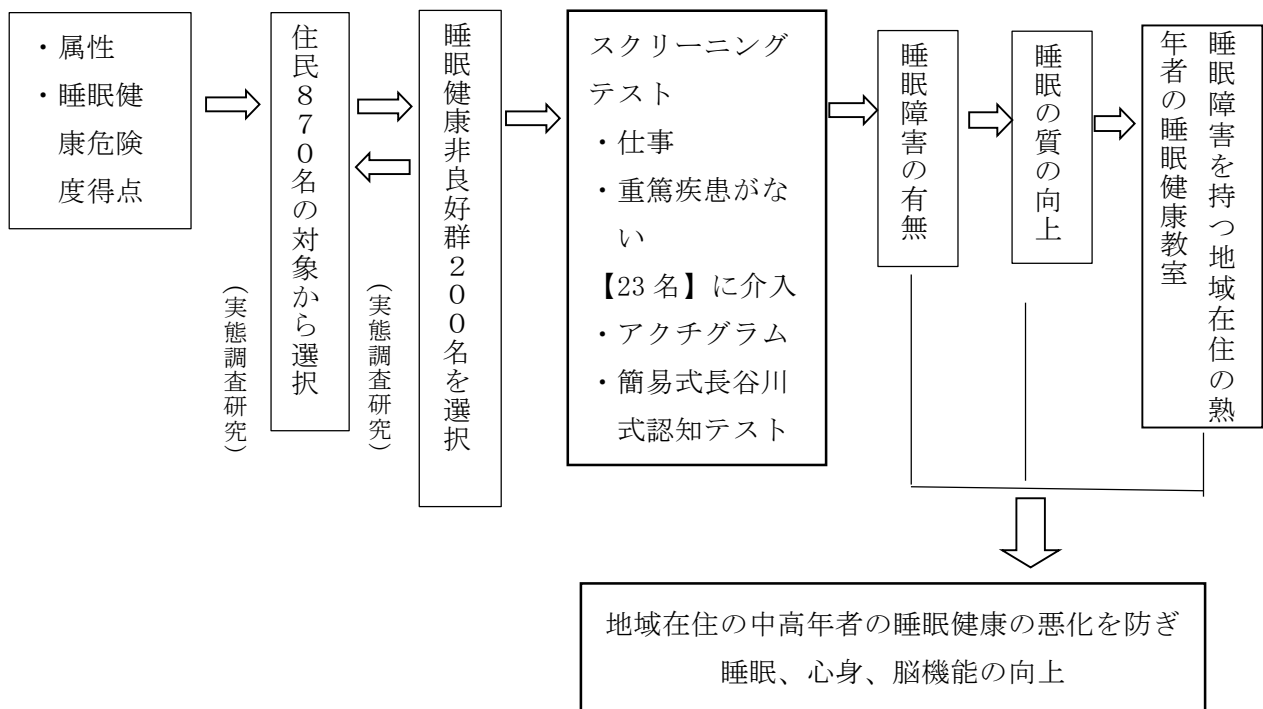 ・属性
・睡眠健
康危険
度得点
(実態調査研究)
住民８７０名の対象から選択
(実態調査研究)
睡眠健康非良好群２００名を選択
スクリーニング
テスト
・仕事
・重篤疾患がな
い
【23 名】に介入
・アクチグラム
・簡易式長谷川
式認知テスト
睡眠障害の有無
睡眠の質の向上
睡眠障害を持つ地域在住の熟
年者の睡眠健康教室
地域在住の中高年者の睡眠健康の悪化を防ぎ
睡眠、心身、脳機能の向上